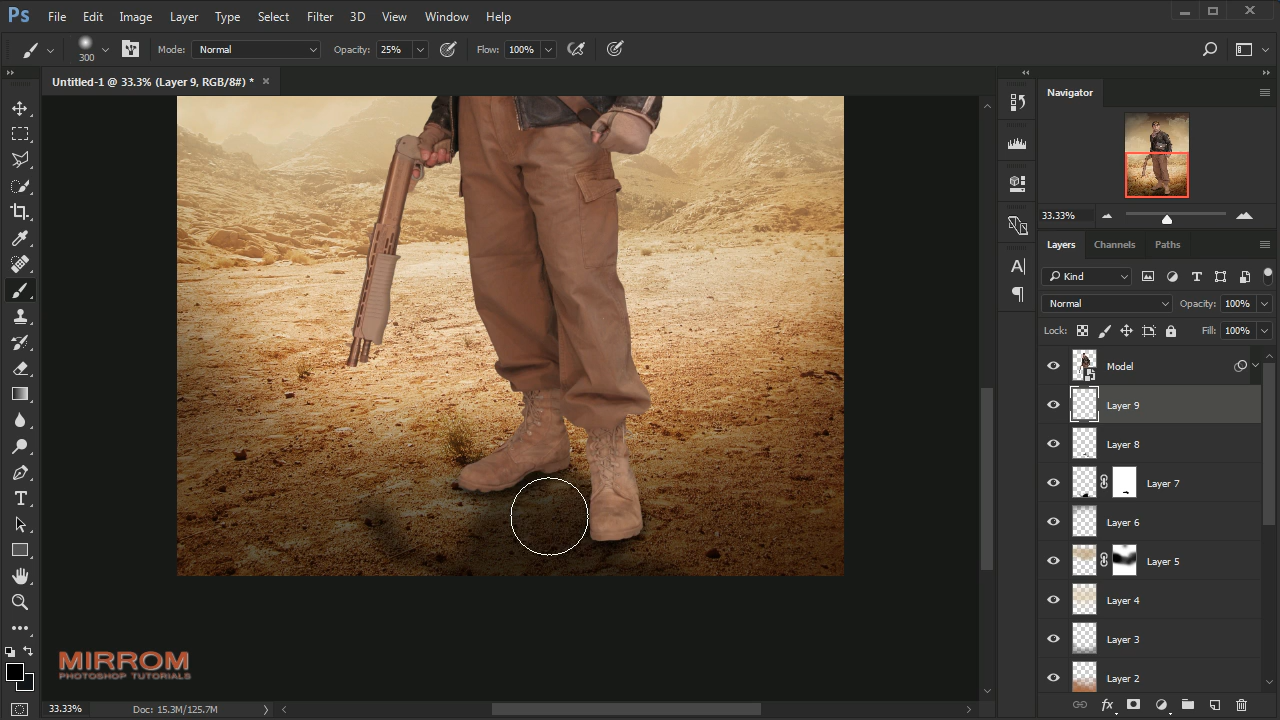 Ps File Edit Image Layer Type Select Filter 3D View Window Help
300 Mode: Normal Opacity: 25% Flow: 100%
Untitled-1 @ 33.3% (Layer 9, RGB/8#) * ×
Navigator
33.33%
Layers Channels Paths
Kind
Normal Opacity: 100%
Lock: Fill: 100%
Model
Layer 9
Layer 8
Layer 7
Layer 6
Layer 5
Layer 4
Layer 3
Layer 2
MIRROM
PHOTOSHOP TUTORIALS
33.33% Doc: 15.3M/125.7M